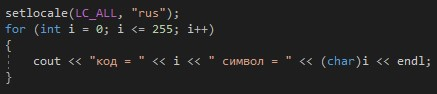 setlocale(LC_ALL, "rus");
for (int i = 0; i <= 255; i++)
{
cout << "код = " << i << " символ = " << (char)i << endl;
}